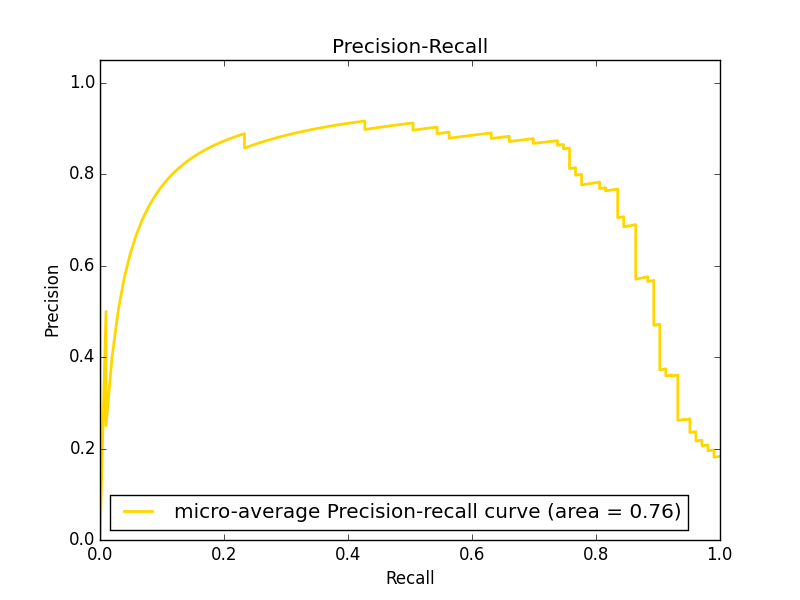 Precision-Recall
1.0
0.8
0.6
0.4
0.2
0.0
Precision
micro-average Precision-recall curve (area = 0.76)
0.0 0.2 0.4 0.6 0.8 1.0
Recall